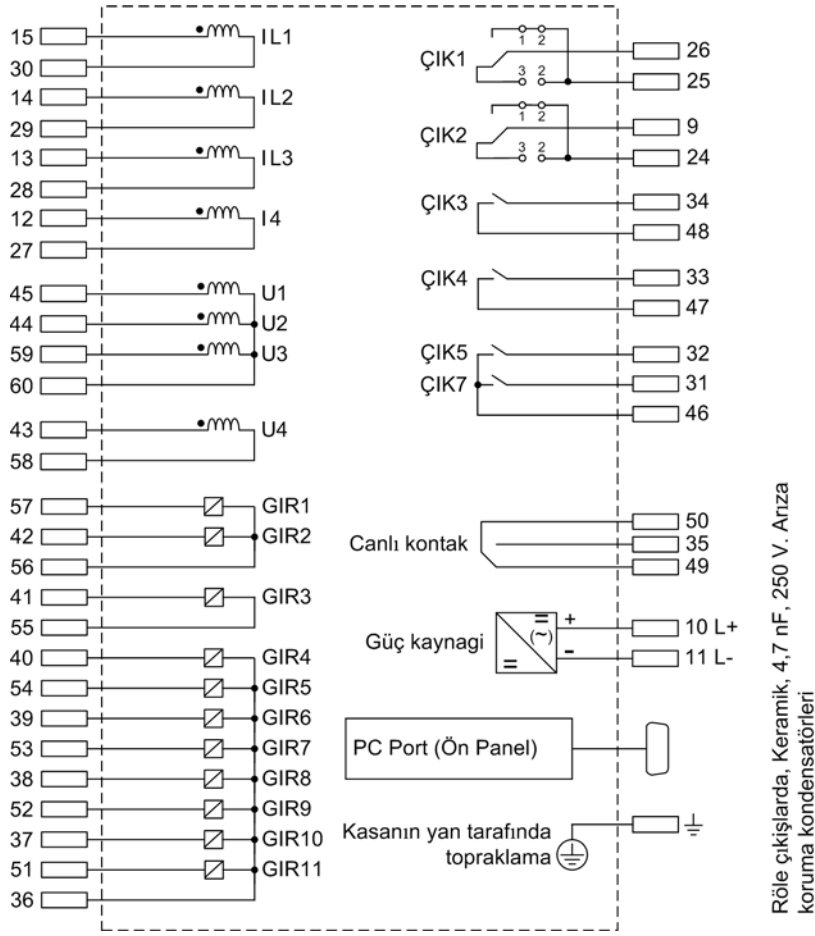 15
IL1
30
14
IL2
29
13
IL3
28
12
I4
27
45
U1
44
U2
59
U3
60
43
U4
58
57
GIR1
42
GIR2
56
41
GIR3
55
40
GIR4
54
GIR5
39
GIR6
53
GIR7
38
GIR8
52
GIR9
37
GIR10
51
GIR11
36
ÇIK1
1 2
3 2
26
25
ÇIK2
1 2
3 2
9
24
ÇIK3
34
48
ÇIK4
33
47
ÇIK5
32
ÇIK7
31
46
Canlı kontak
50
35
49
Güç kaynagi
=
(~)
=
+
-
10 L+
11 L-
PC Port (Ön Panel)
Kasanın yan tarafında
topraklama
Röle çıkışlarda, Keramik, 4,7 nF, 250 V. Arıza
koruma kondensatörleri